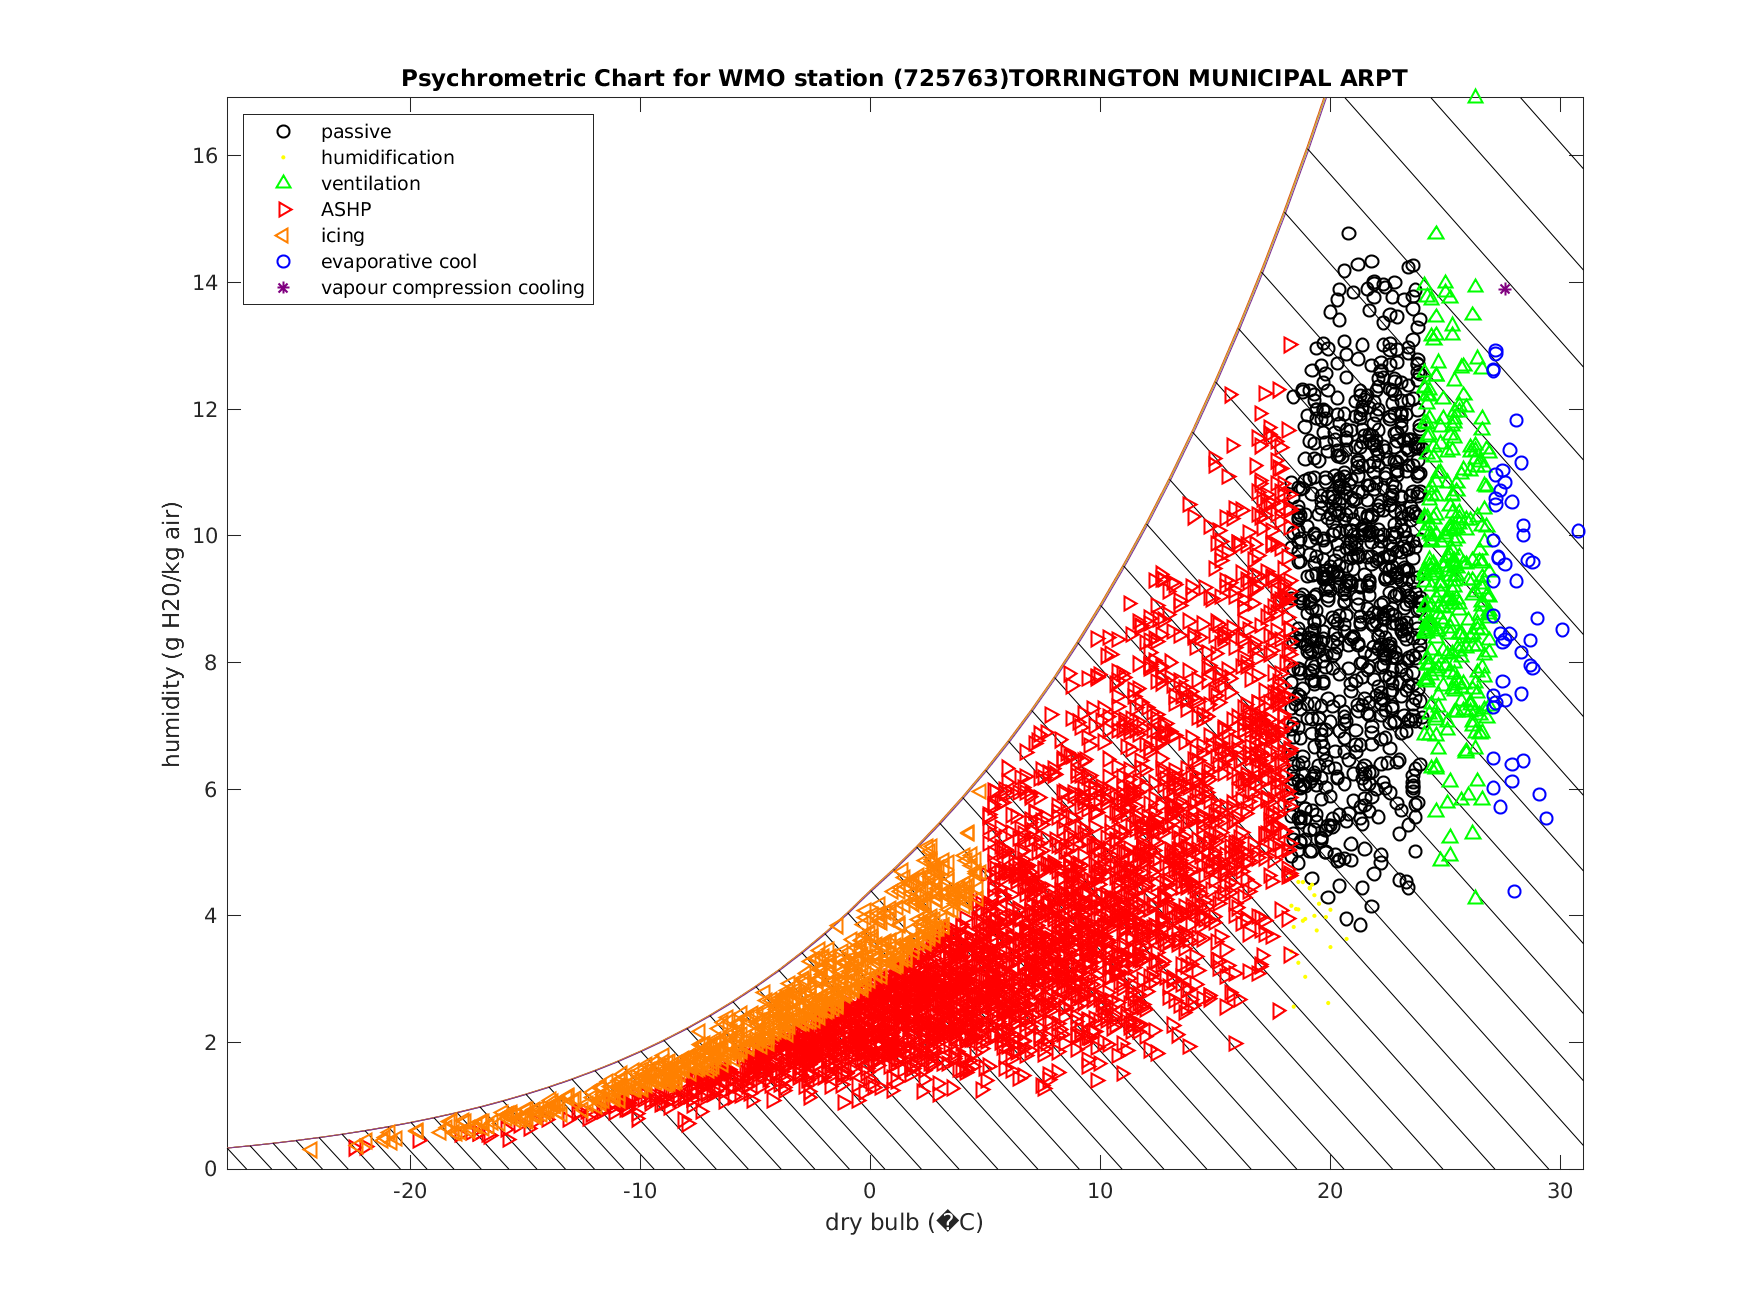 Psychrometric Chart for WMO station (725763)TORRINGTON MUNICIPAL ARPT
passive
humidification
ventilation
ASHP
icing
evaporative cool
vapour compression cooling
16
14
12
10
8
6
4
2
0
humidity (g H20/kg air)
-20
-10
0
10
20
30
dry bulb (�C)